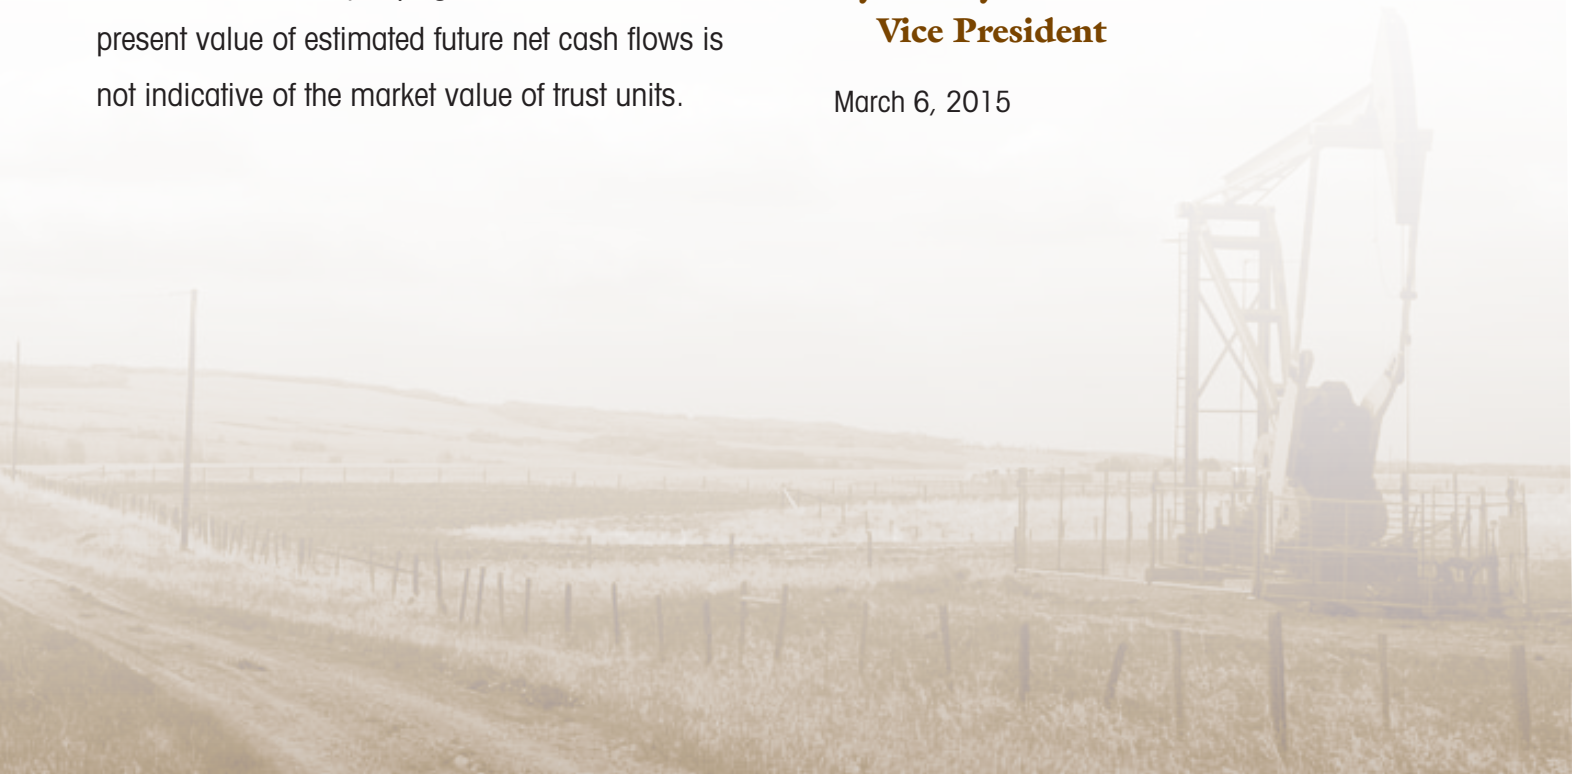 present value of estimated future net cash flows is
not indicative of the market value of trust units.
Vice President
March 6, 2015